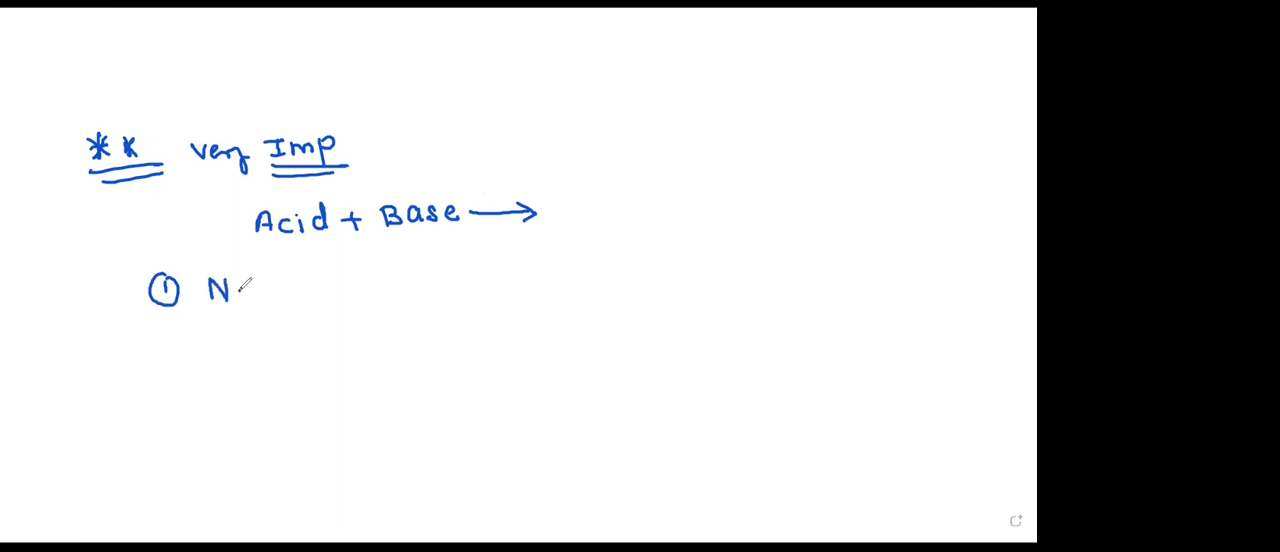 ** very Imp
Acid + Base →
① N